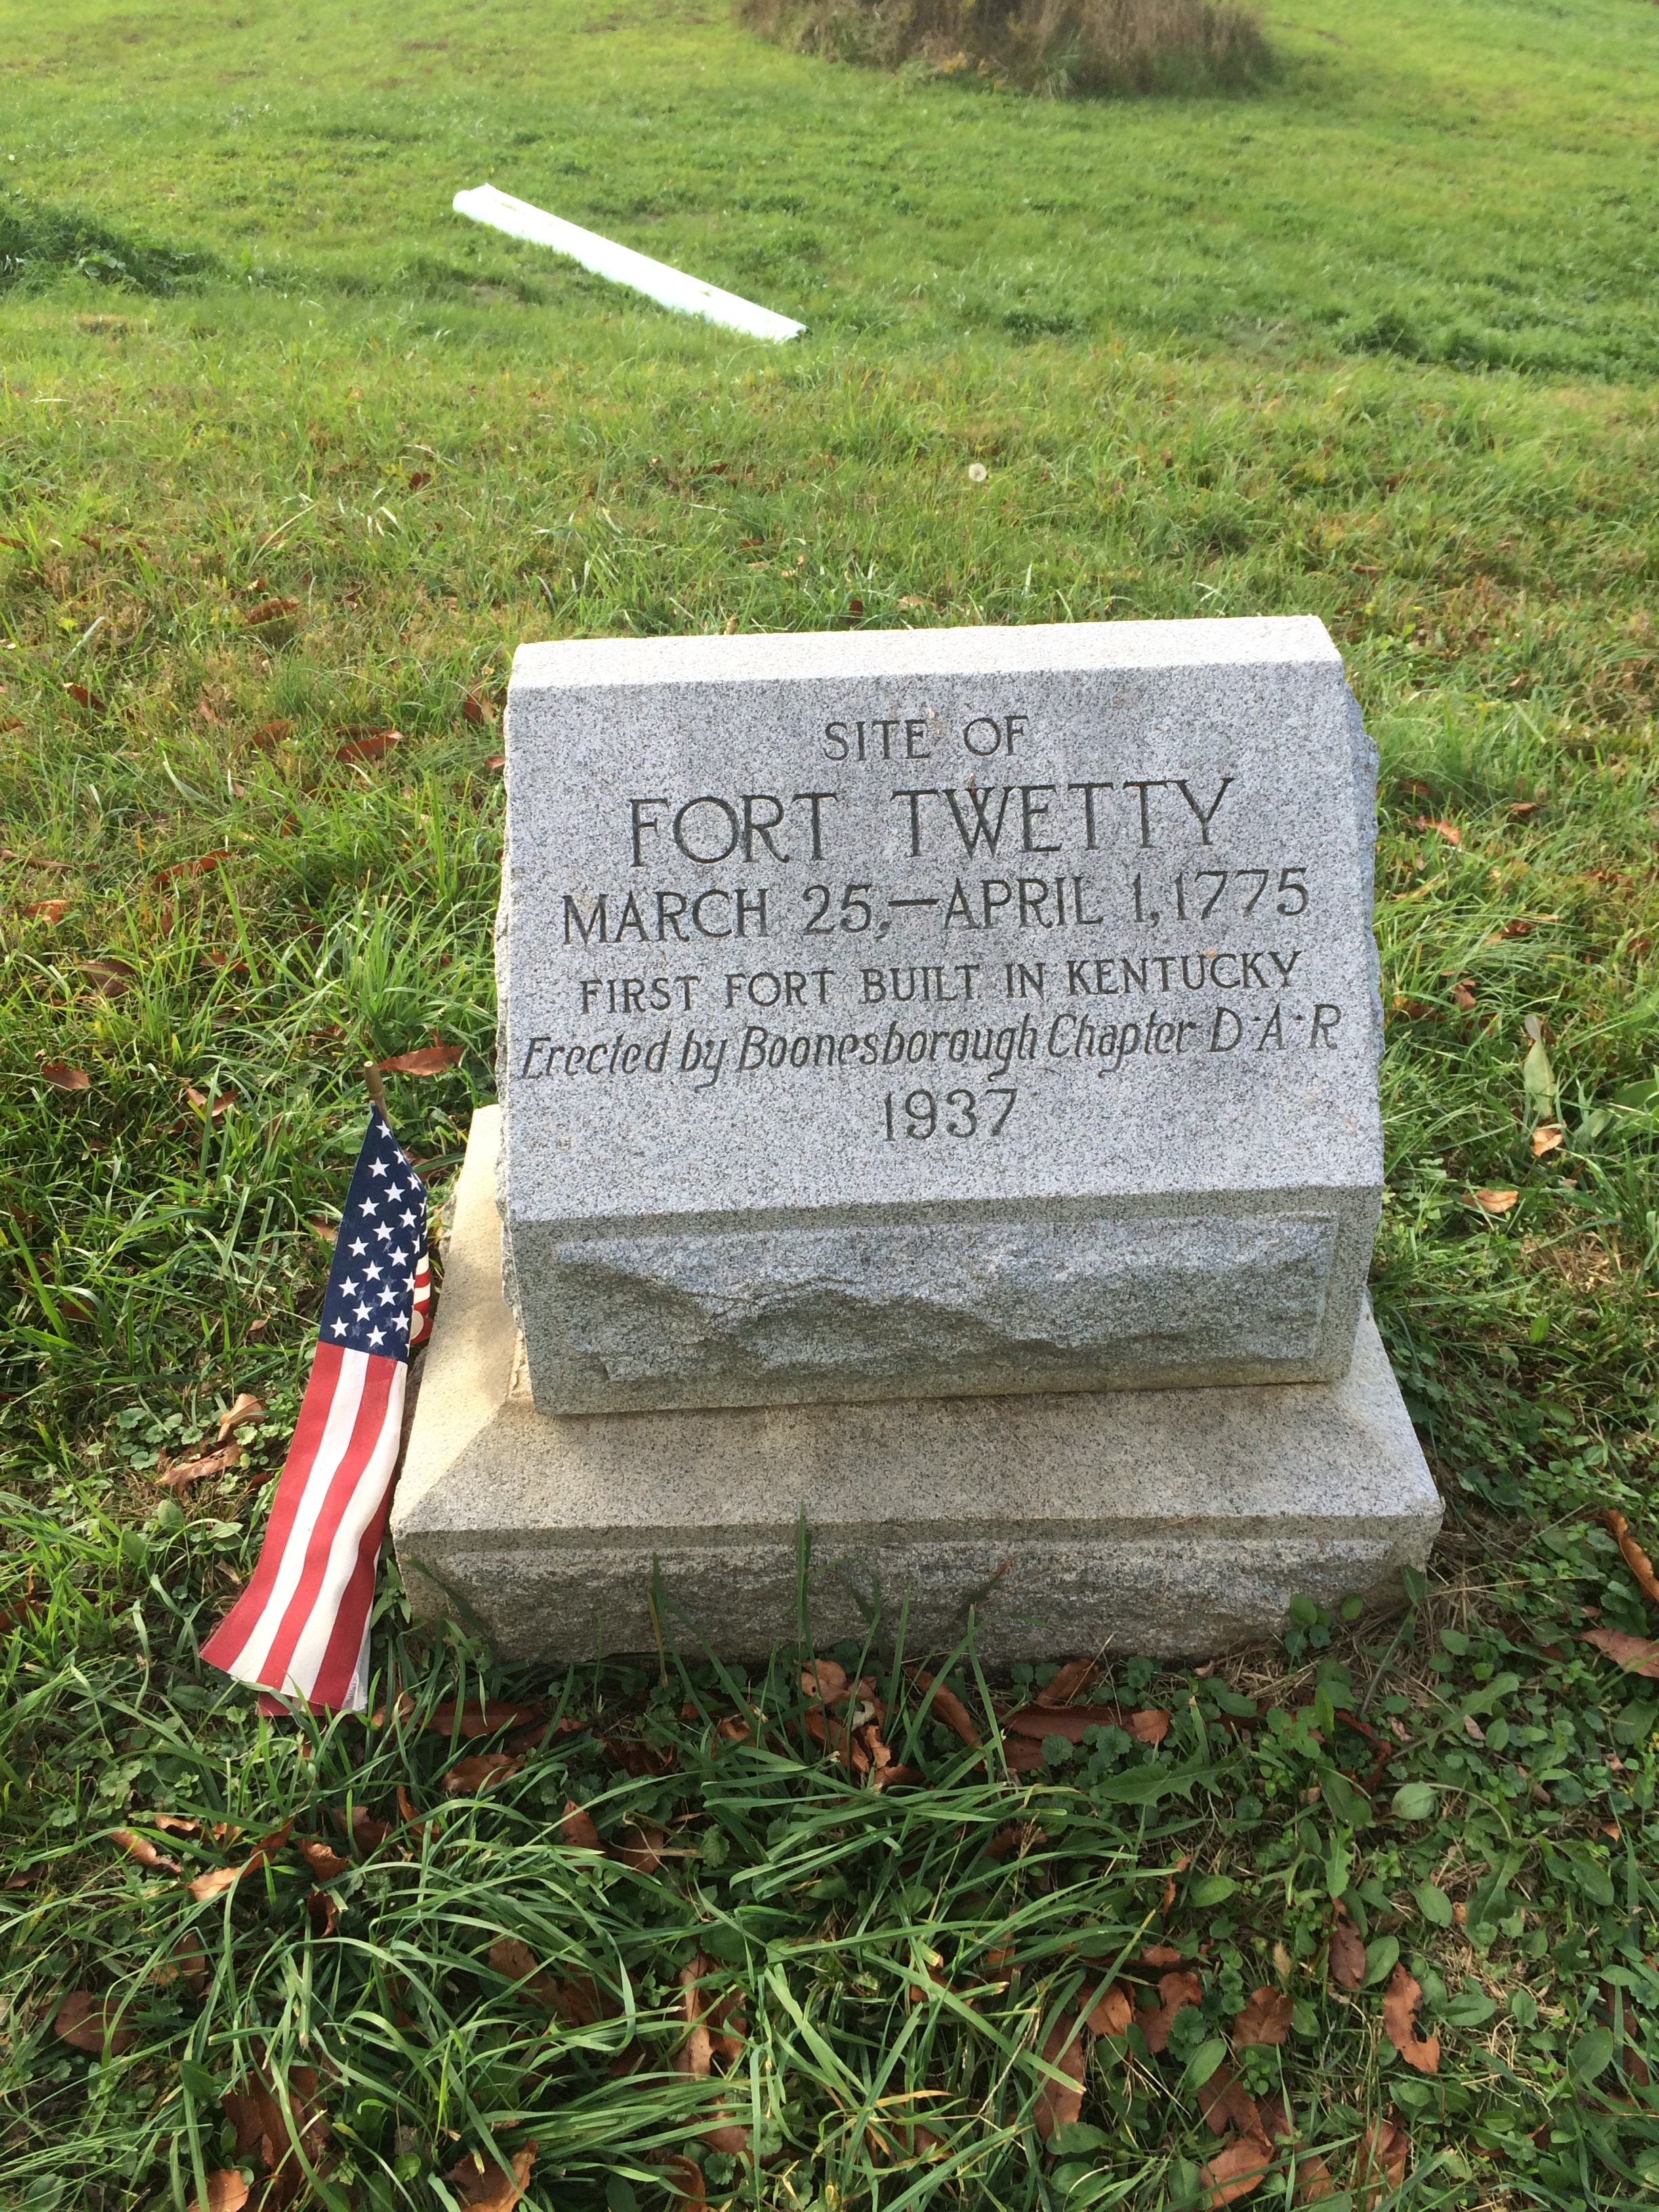 SITE OF
FORT TWETTY
MARCH 25,—APRIL 1, 1775
FIRST FORT BUILT IN KENTUCKY
Erected by Boonesborough Chapter D·A·R
1937